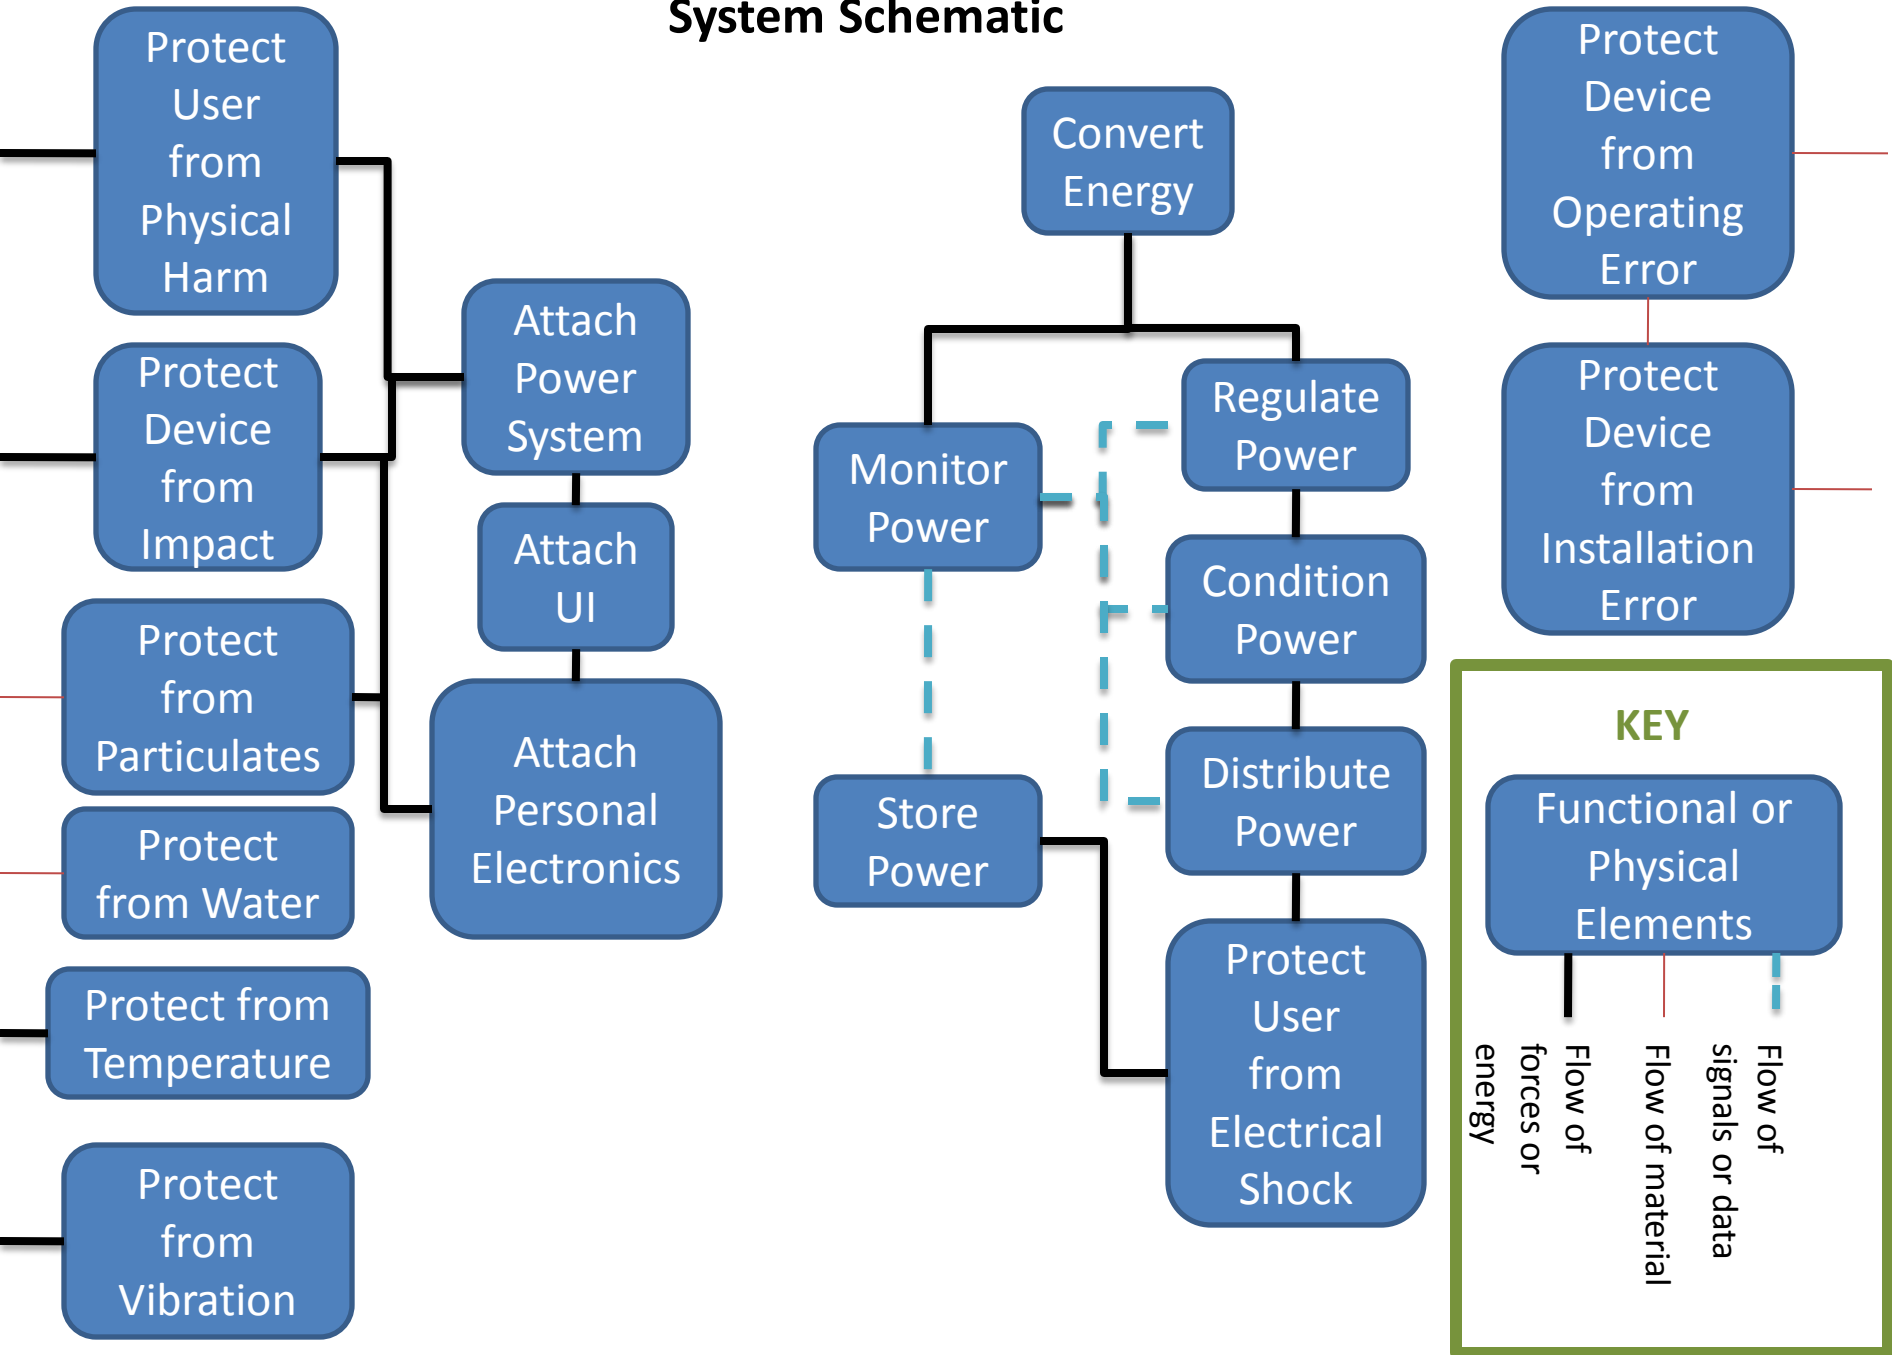 System Schematic
Protect
User
from
Physical
Harm
Protect
Device
from
Impact
Protect
from
Particulates
Protect
from Water
Protect from
Temperature
Protect
from
Vibration
Attach
Power
System
Attach
UI
Attach
Personal
Electronics
Convert
Energy
Monitor
Power
Store
Power
Regulate
Power
Condition
Power
Distribute
Power
Protect
User
from
Electrical
Shock
Protect
Device
from
Operating
Error
Protect
Device
from
Installation
Error
KEY
Functional or
Physical
Elements
Flow of
forces or
energy
Flow of material
Flow of
signals or data